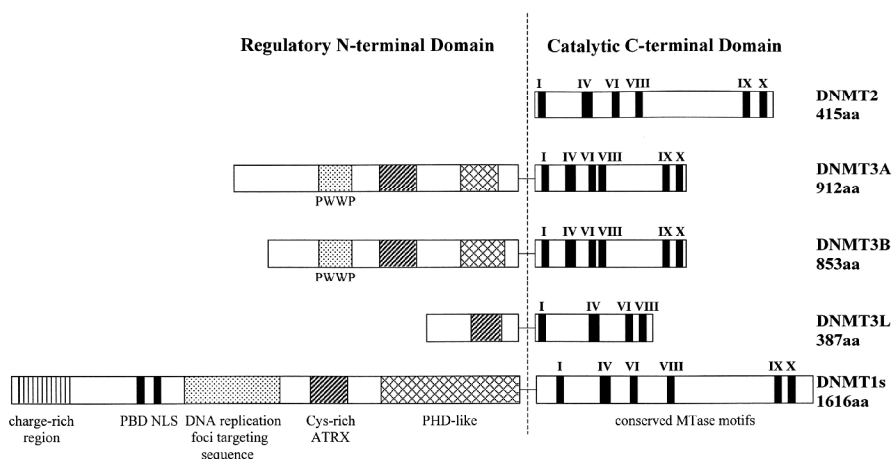 Regulatory N-terminal Domain
Catalytic C-terminal Domain
I IV VI VIII IX X
DNMT2
415aa
I IV VI VIII IX X
DNMT3A
912aa
PWWP
I IV VI VIII IX X
DNMT3B
853aa
PWWP
I IV VI VIII
DNMT3L
387aa
I IV VI VIII IX X
DNMT1s
1616aa
charge-rich
region
PBD NLS
DNA replication
foci targeting
sequence
Cys-rich
ATRX
PHD-like
conserved MTase motifs